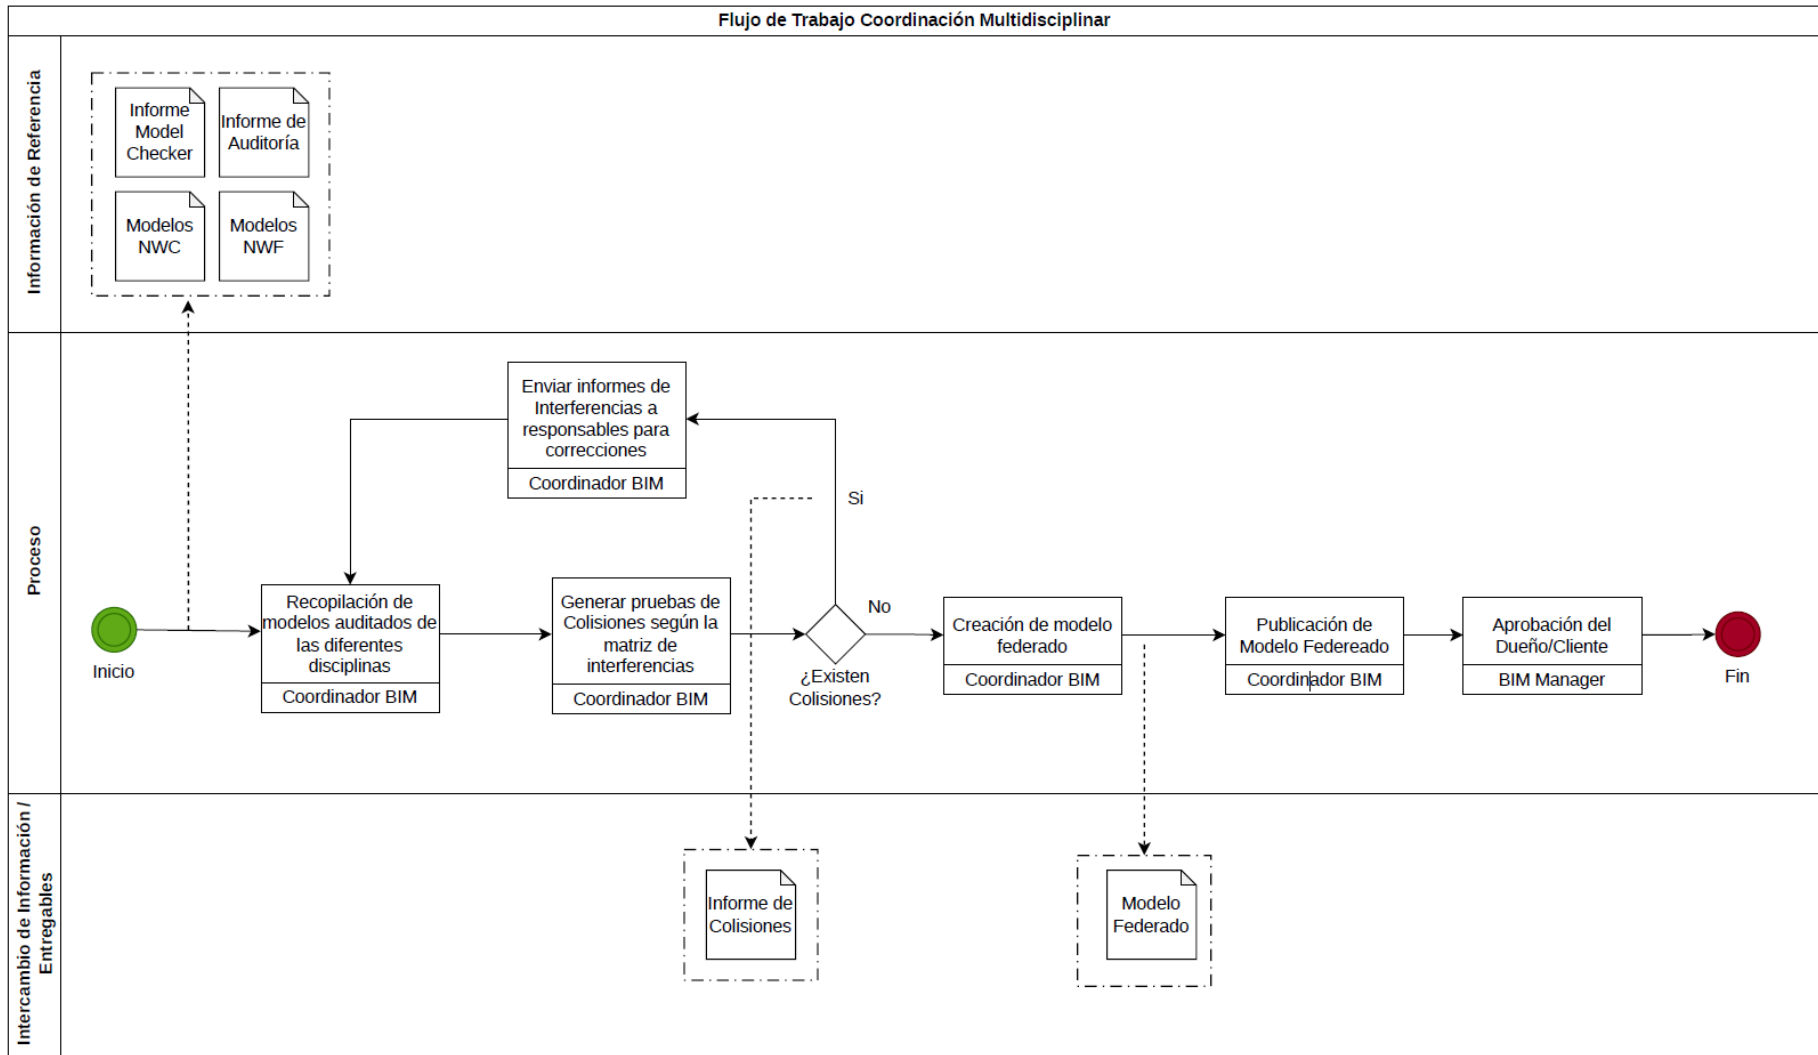 Flujo de Trabajo Coordinación Multidisciplinar
Información de Referencia
Informe
Model
Checker
Informe de
Auditoría
Modelos
NWC
Modelos
NWF
Proceso
Enviar informes de
Interferencias a
responsables para
correcciones
Coordinador BIM
Si
Inicio
Recopilación de
modelos auditados de
las diferentes
disciplinas
Coordinador BIM
Generar pruebas de
Colisiones según la
matriz de
interferencias
Coordinador BIM
¿Existen
Colisiones?
No
Creación de modelo
federado
Coordinador BIM
Publicación de
Modelo Federeado
Coordinador BIM
Aprobación del
Dueño/Cliente
BIM Manager
Fin
Intercambio de Información /
Entregables
Informe de
Colisiones
Modelo
Federado